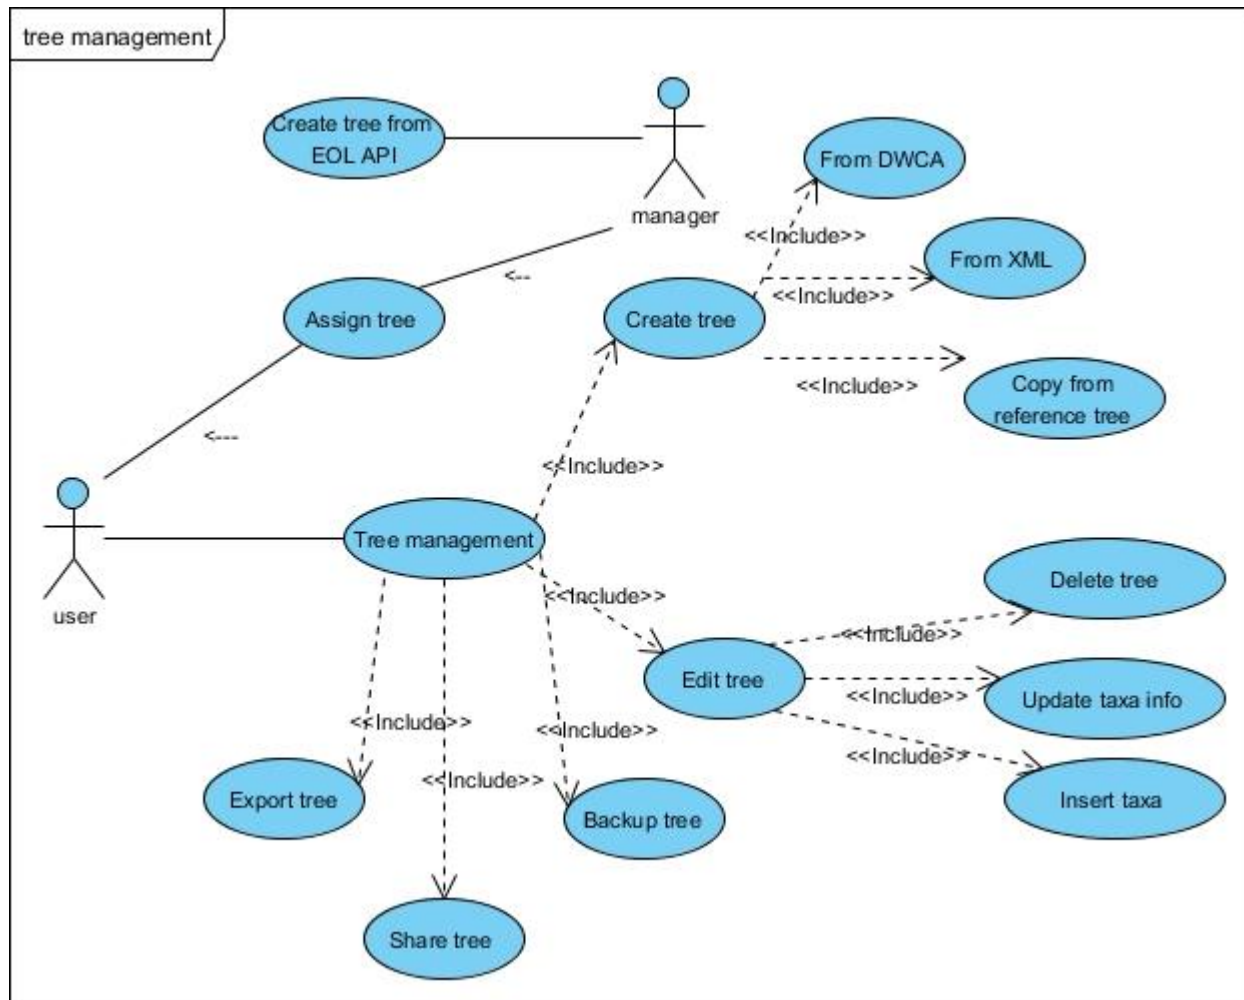 tree management
Create tree from
EOL API
manager
From DWCA
<<Include>>
From XML
<<Include>>
<--
Assign tree
Create tree
<<Include>>
Copy from
reference tree
<---
<<Include>>
Tree management
user
<<Include>>
Delete tree
<<Include>>
Edit tree
<<Include>>
Update taxa info
<<Include>>
<<Include>>
<<Include>>
<<Include>>
Export tree
Backup tree
Insert taxa
Share tree